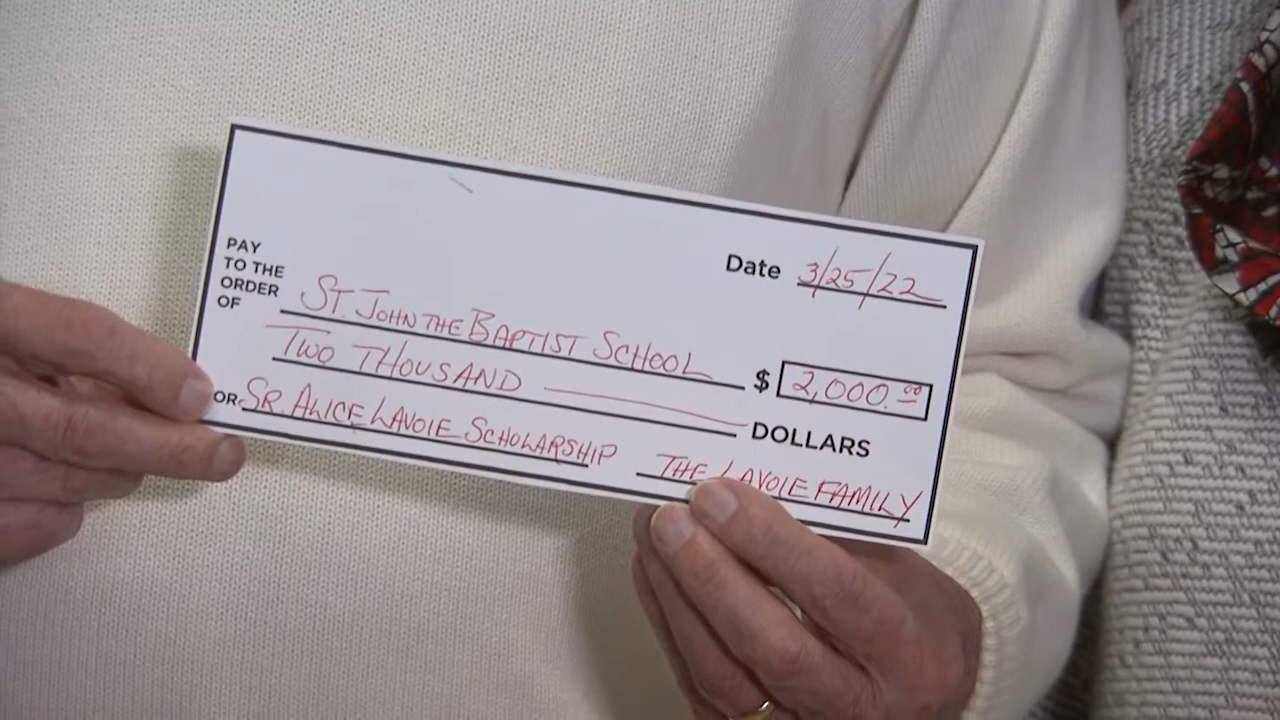 Date 3/25/22
PAY
TO THE
ORDER
OF
ST. JOHN THE BAPTIST SCHOOL
$ 2,000.00
TWO THOUSAND
DOLLARS
OR SR. ALICE LAVOIE SCHOLARSHIP
THE LAVOIE FAMILY